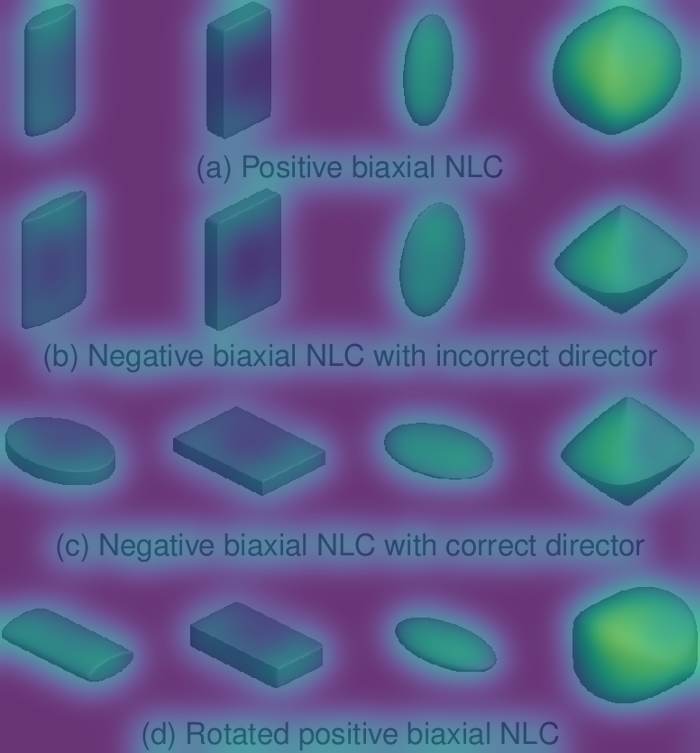 (a) Positive biaxial NLC
(b) Negative biaxial NLC with incorrect director
(c) Negative biaxial NLC with correct director
(d) Rotated positive biaxial NLC